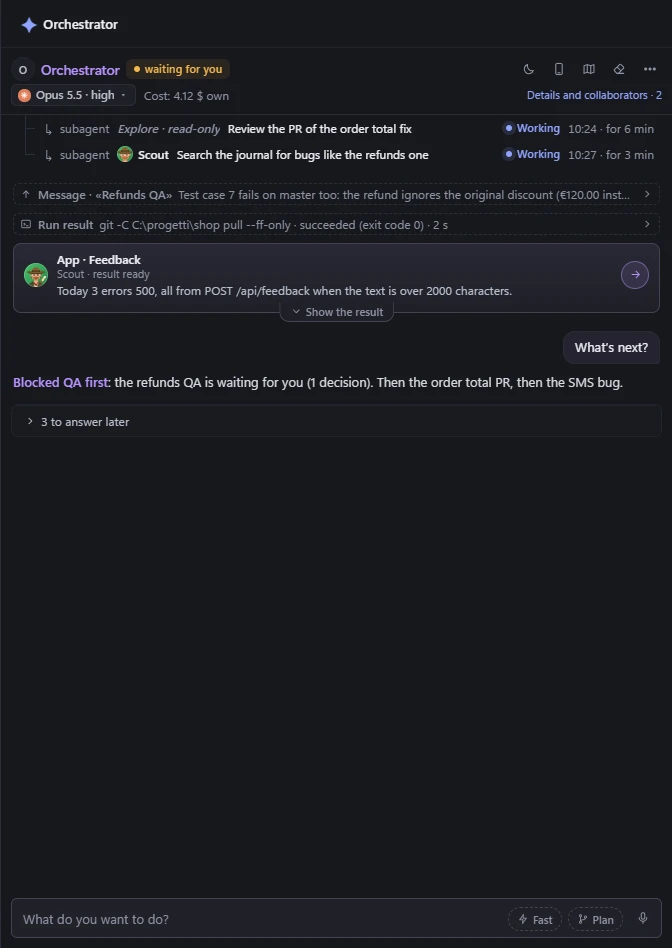 Orchestrator
O Orchestrator waiting for you
Opus 5.5 · high Cost: 4.12 $ own Details and collaborators · 2
subagent Explore · read-only Review the PR of the order total fix Working 10:24 · for 6 min
subagent Scout Search the journal for bugs like the refunds one Working 10:27 · for 3 min
Message · «Refunds QA» Test case 7 fails on master too: the refund ignores the original discount (€120.00 inst...
Run result git -C C:\progetti\shop pull --ff-only · succeeded (exit code 0) · 2 s
App · Feedback
Scout · result ready
Today 3 errors 500, all from POST /api/feedback when the text is over 2000 characters.
Show the result
What's next?
Blocked QA first: the refunds QA is waiting for you (1 decision). Then the order total PR, then the SMS bug.
3 to answer later
What do you want to do? Fast Plan